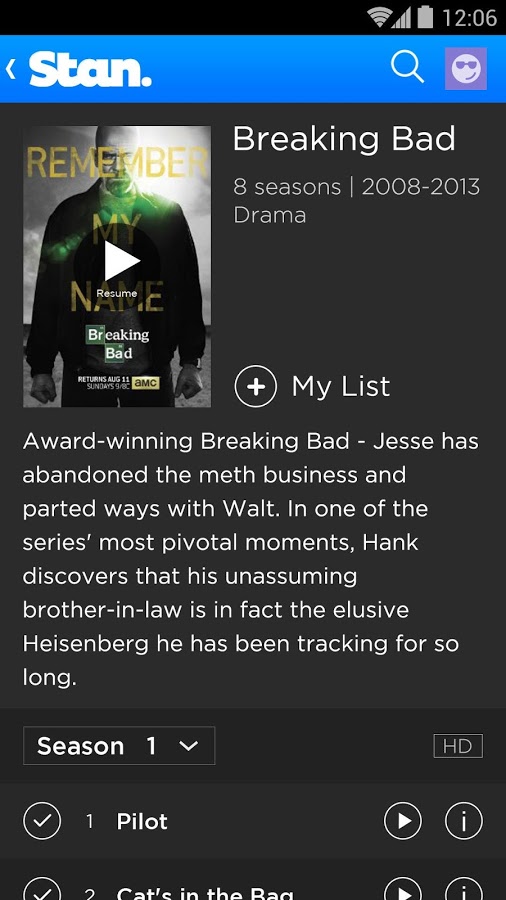 12:06
Stan.
REMEMBER
MY
NAME
Resume
Breaking
Bad
RETURNS AUG 11
SUNDAYS 9/8C
amc
Breaking Bad
8 seasons | 2008-2013
Drama
My List
Award-winning Breaking Bad - Jesse has
abandoned the meth business and
parted ways with Walt. In one of the
series' most pivotal moments, Hank
discovers that his unassuming
brother-in-law is in fact the elusive
Heisenberg he has been tracking for so
long.
Season 1
HD
1 Pilot
2 Cat's in the Bag